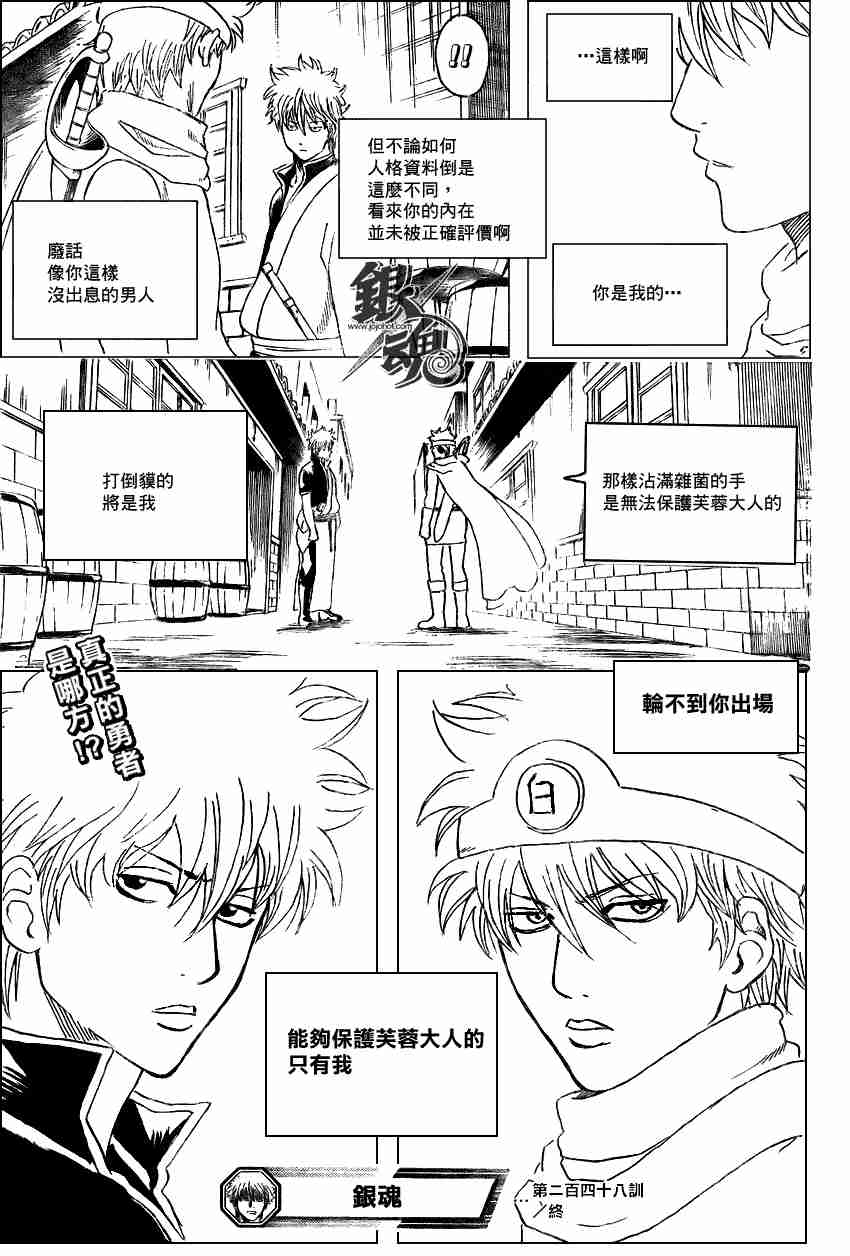 …這樣啊
你是我的…
!!
但不論如何
人格資料倒是
這麼不同，
看來你的內在
並未被正確評價啊
廢話
像你這樣
沒出息的男人
銀魂
www.jojohot.com
那樣沾滿雜菌的手
是無法保護芙蓉大人的
打倒獏的
將是我
輪不到你出場
白
真正的勇者
是哪方!?
能夠保護芙蓉大人的
只有我
銀魂
…第二百四十八訓
／終